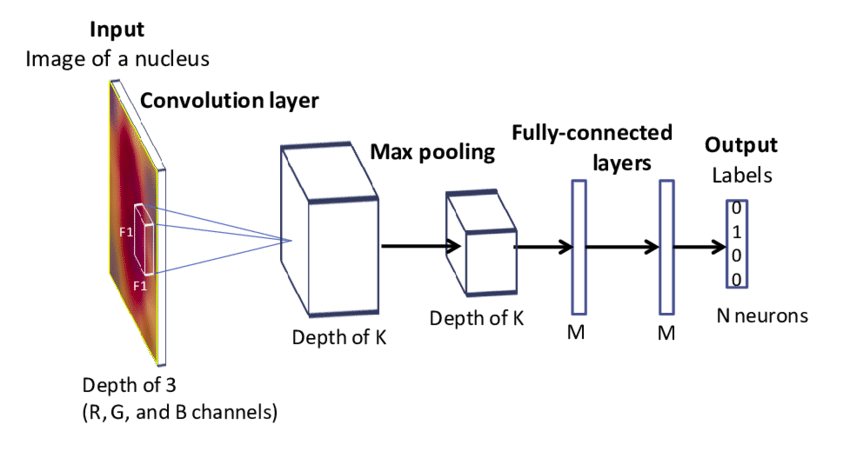 Input
Image of a nucleus
Convolution layer
Max pooling
Fully-connected
layers
Output
Labels
F1
F1
0
1
0
0
Depth of K
Depth of K
M
M
N neurons
Depth of 3
(R, G, and B channels)